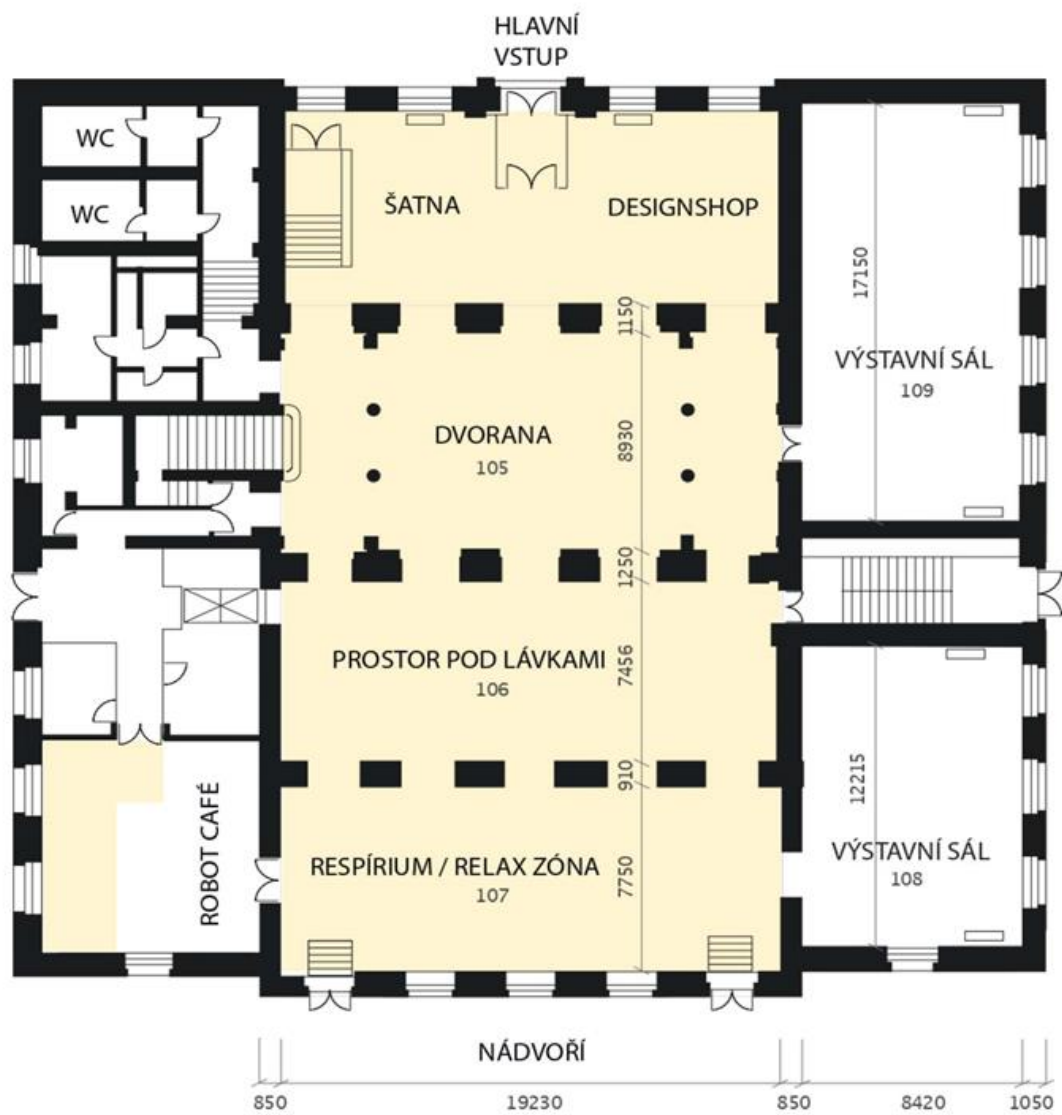 HLAVNÍ
VSTUP
WC
WC
ŠATNA
DESIGNSHOP
1150
17150
VÝSTAVNÍ SÁL
109
DVORANA
105
8930
1250
PROSTOR POD LÁVKAMI
106
7456
910
12215
ROBOT CAFÉ
RESPÍRIUM / RELAX ZÓNA
107
7750
VÝSTAVNÍ SÁL
108
NÁDVOŘÍ
850
19230
850
8420
1050